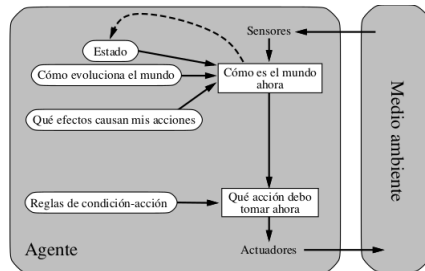 Sensores
Estado
Cómo evoluciona el mundo
Cómo es el mundo
ahora
Qué efectos causan mis acciones
Reglas de condición-acción
Qué acción debo
tomar ahora
Agente
Actuadores
Medio ambiente